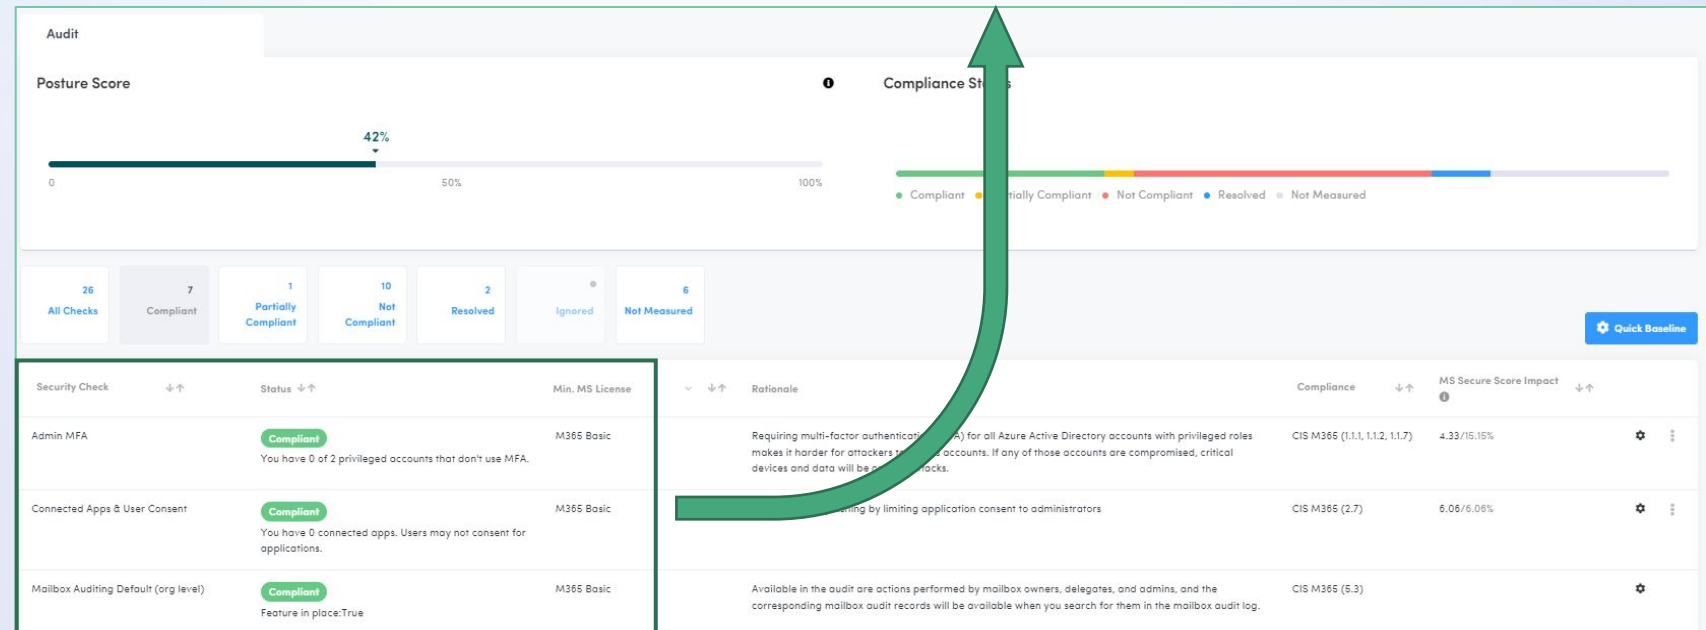 Audit
Posture Score
Compliance St s
42%
0
50%
100%
Compliant
tially Compliant
Not Compliant
Resolved
Not Measured
26
All Checks
7
Compliant
1
Partially
Compliant
10
Not
Compliant
2
Resolved
Ignored
6
Not Measured
Quick Baseline
Security Check
Status
Min. MS License
Rationale
Compliance
MS Secure Score Impact
Admin MFA
Compliant
You have 0 of 2 privileged accounts that don't use MFA.
M365 Basic
Requiring multi-factor A) for all Azure Active Directory accounts with privileged roles
makes it harder for attackers accounts. If any of those accounts are compromised, critical
devices and data will be
CIS M365 (1.1.1, 1.1.2, 1.1.7)
4.33/15.15%
Connected Apps & User Consent
Compliant
You have 0 connected apps. Users may not consent for
applications.
M365 Basic
by limiting application consent to administrators
CIS M365 (2.7)
6.06/6.06%
Mailbox Auditing Default (org level)
Compliant
Feature in place:True
M365 Basic
Available in the audit are actions performed by mailbox owners, delegates, and admins, and the
corresponding mailbox audit records will be available when you search for them in the mailbox audit log.
CIS M365 (5.3)